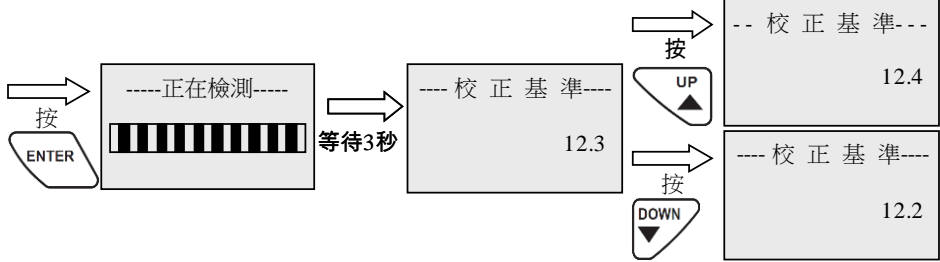 按
ENTER
-----正在檢測-----
等待3秒
---- 校 正 基 準----
12.3
按
UP
-- 校 正 基 準---
12.4
按
DOWN
---- 校 正 基 準----
12.2